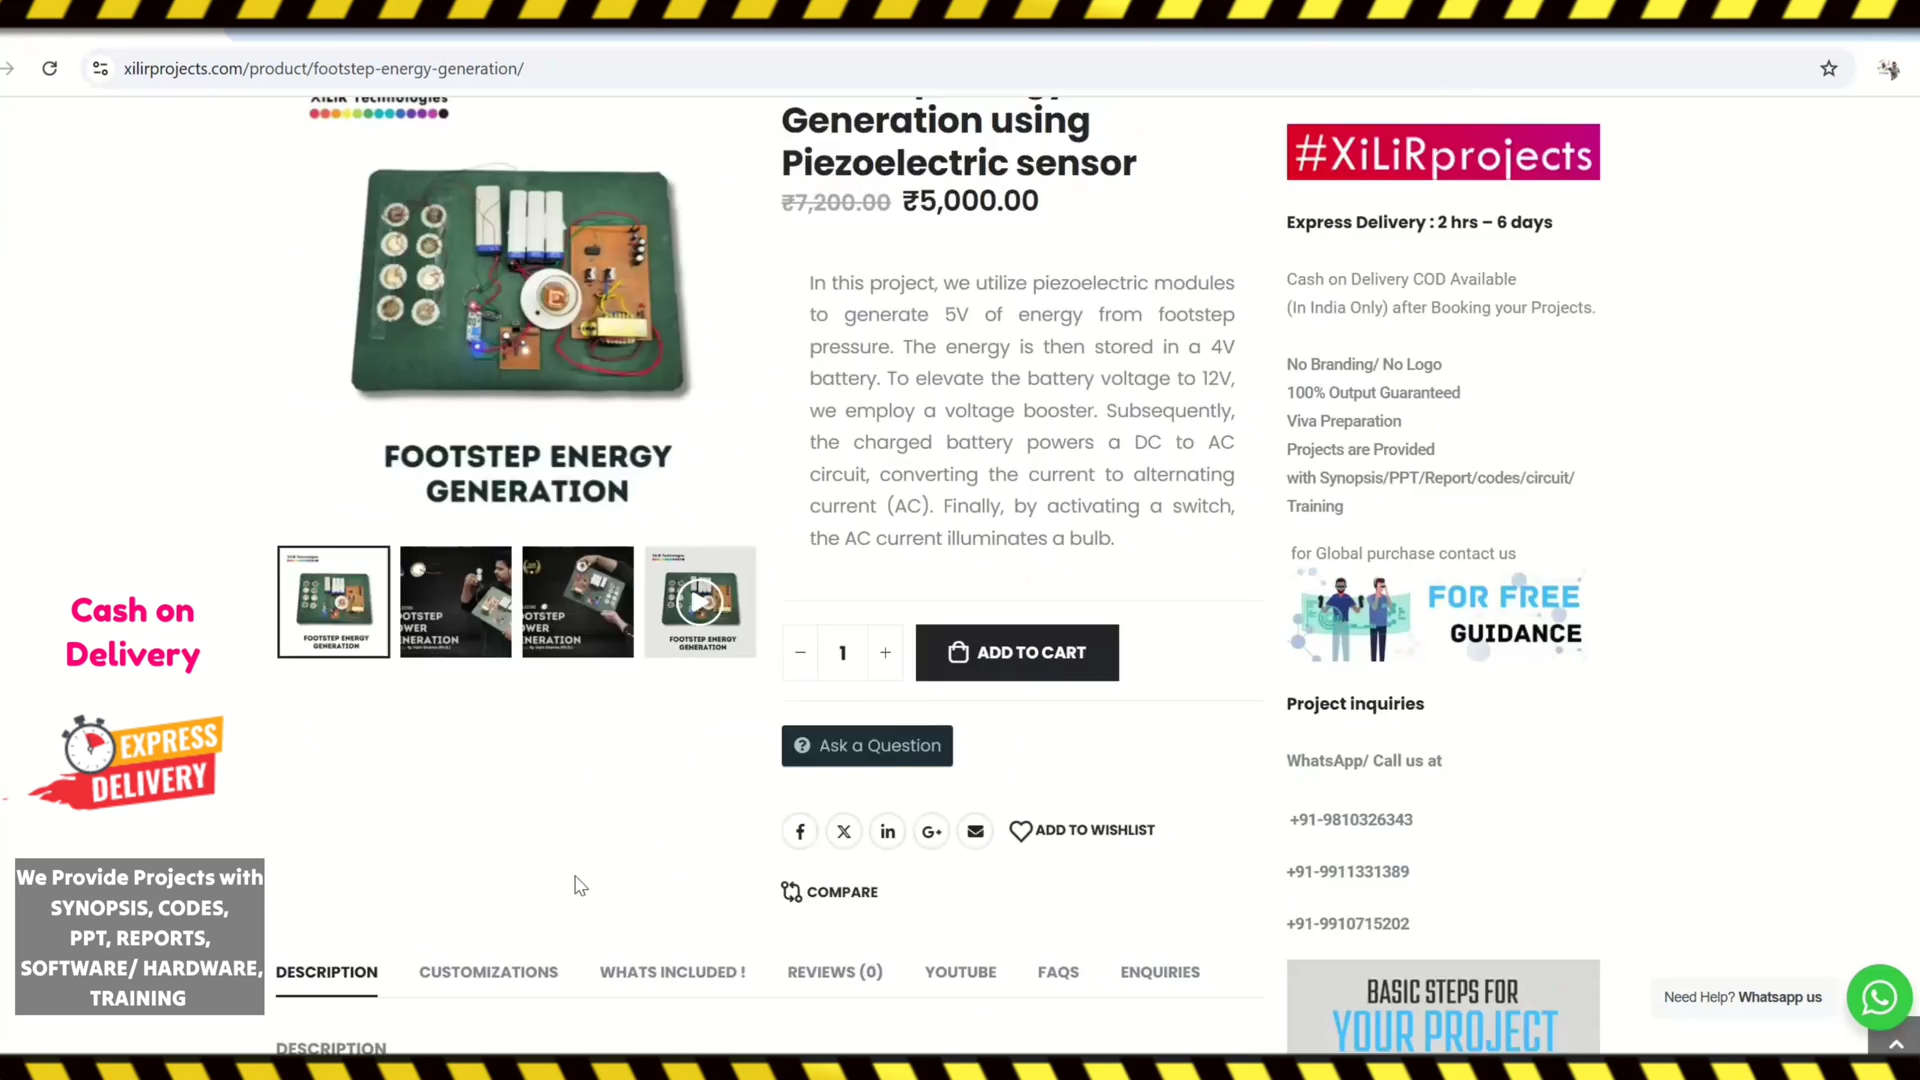 xilirprojects.com/product/footstep-energy-generation/
XiLiR Technologies
Generation using
Piezoelectric sensor
₹7,200.00 ₹5,000.00
In this project, we utilize piezoelectric modules
to generate 5V of energy from footstep
pressure. The energy is then stored in a 4V
battery. To elevate the battery voltage to 12V,
we employ a voltage booster. Subsequently,
the charged battery powers a DC to AC
circuit, converting the current to alternating
current (AC). Finally, by activating a switch,
the AC current illuminates a bulb.
FOOTSTEP ENERGY
GENERATION
FOOTSTEP ENERGY
GENERATION
FOOTSTEP ENERGY
GENERATION
− 1 +
ADD TO CART
? Ask a Question
f X in G+
ADD TO WISHLIST
COMPARE
DESCRIPTION CUSTOMIZATIONS WHATS INCLUDED ! REVIEWS (0) YOUTUBE FAQS ENQUIRIES
DESCRIPTION
Cash on
Delivery
EXPRESS
DELIVERY
We Provide Projects with
SYNOPSIS, CODES,
PPT, REPORTS,
SOFTWARE/ HARDWARE,
TRAINING
#XiLiRprojects
Express Delivery : 2 hrs – 6 days
Cash on Delivery COD Available
(In India Only) after Booking your Projects.
No Branding/ No Logo
100% Output Guaranteed
Viva Preparation
Projects are Provided
with Synopsis/PPT/Report/codes/circuit/
Training
for Global purchase contact us
FOR FREE
GUIDANCE
Project inquiries
WhatsApp/ Call us at
+91-9810326343
+91-9911331389
+91-9910715202
BASIC STEPS FOR
YOUR PROJECT
Need Help? Whatsapp us